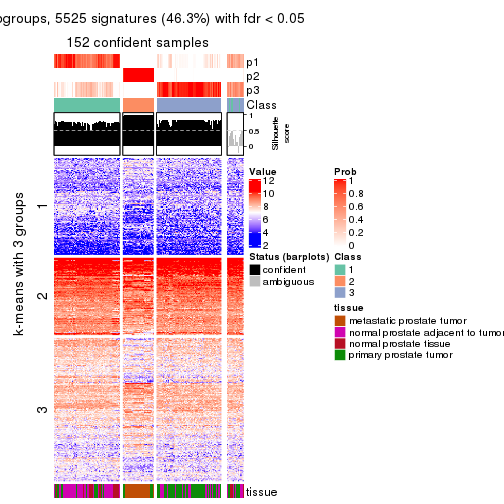 ogroups, 5525 signatures (46.3%) with fdr < 0.05
152 confident samples
p1
p2
p3
Class
1
0.5
0
Silhouette
score
k-means with 3 groups
1
2
3
tissue
Value
12
10
8
6
4
2
Prob
1
0.8
0.6
0.4
0.2
0
Status (barplots)
confident
ambiguous
Class
1
2
3
tissue
metastatic prostate tumor
normal prostate adjacent to tumor
normal prostate tissue
primary prostate tumor